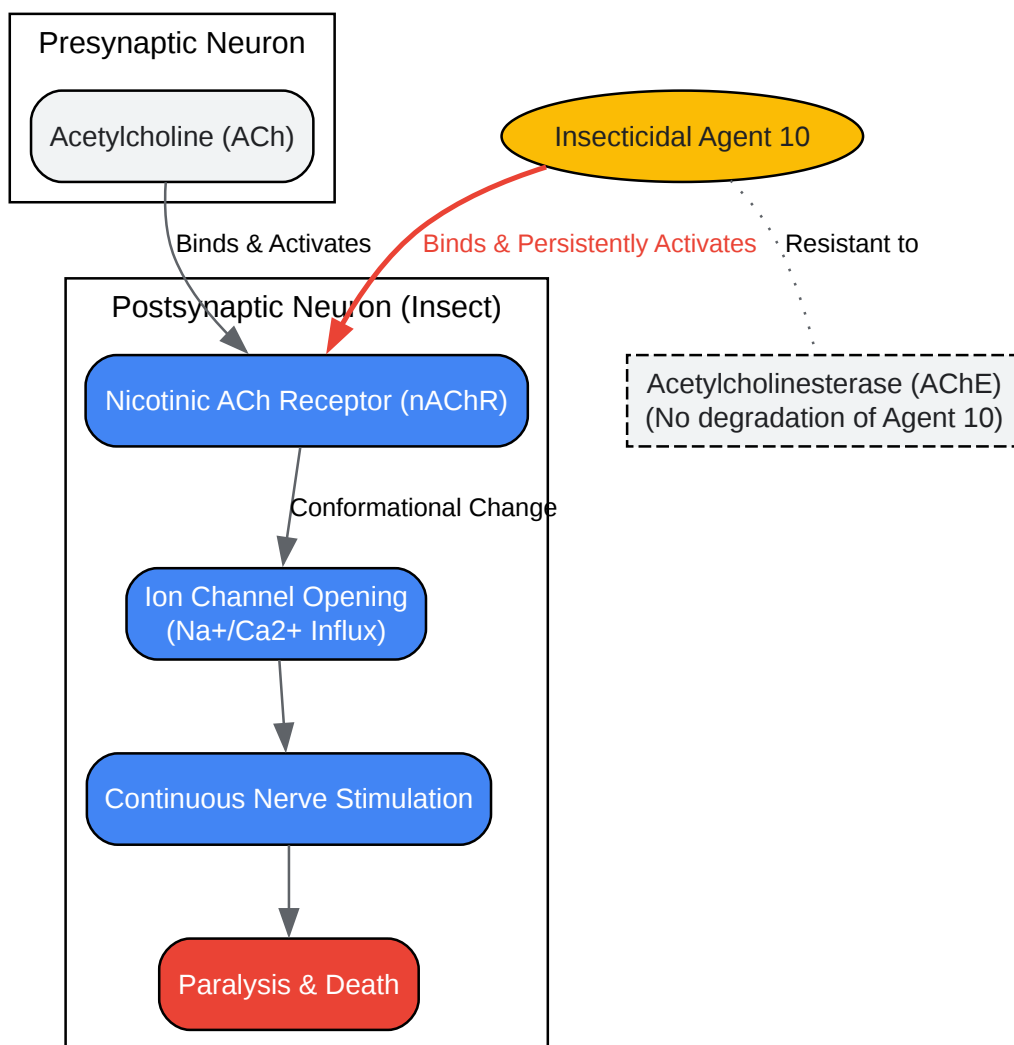 Presynaptic Neuron
Acetylcholine (ACh)
Insecticidal Agent 10
Binds & Activates
Binds & Persistently Activates
Resistant to
Postsynaptic Neuron (Insect)
Nicotinic ACh Receptor (nAChR)
Acetylcholinesterase (AChE)
(No degradation of Agent 10)
Conformational Change
Ion Channel Opening
(Na+/Ca2+ Influx)
Continuous Nerve Stimulation
Paralysis & Death